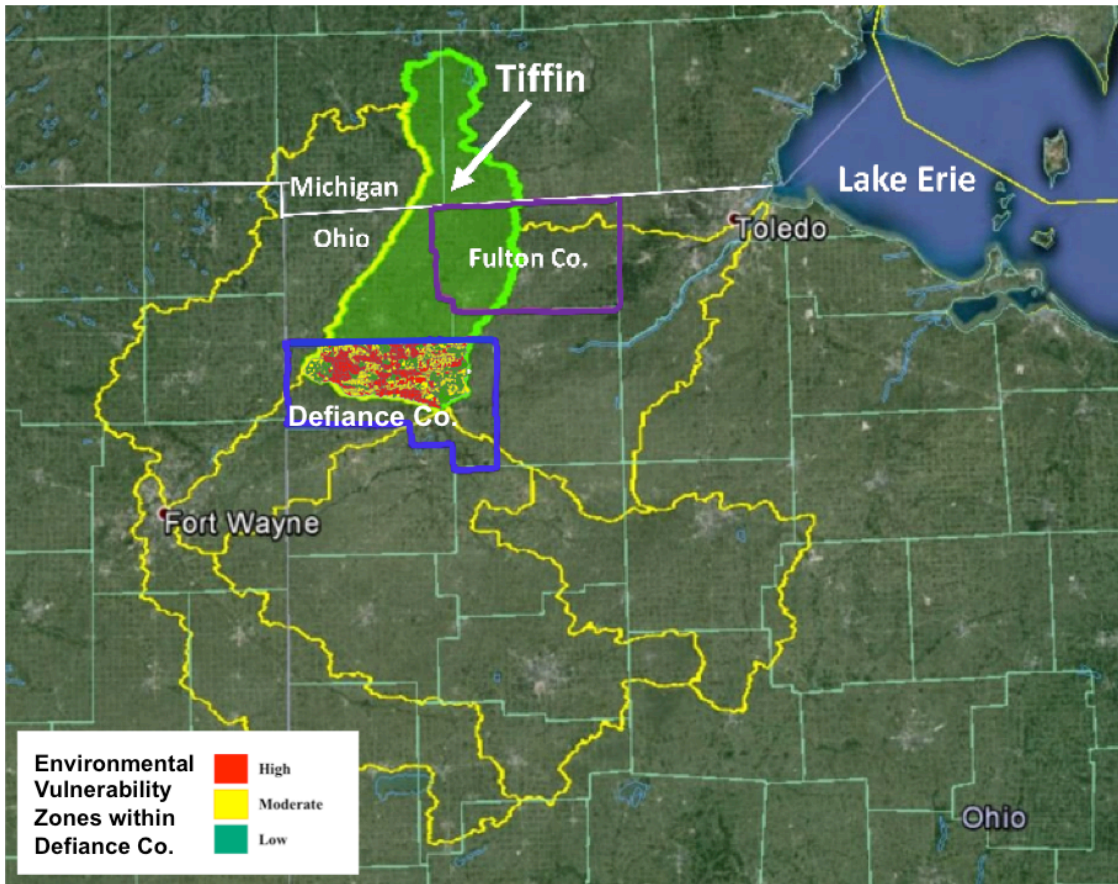 Tiffin
Michigan
Lake Erie
Toledo
Ohio
Fulton Co.
Defiance Co.
Fort Wayne
Environmental
Vulnerability
Zones within
Defiance Co.
High
Moderate
Low
Ohio